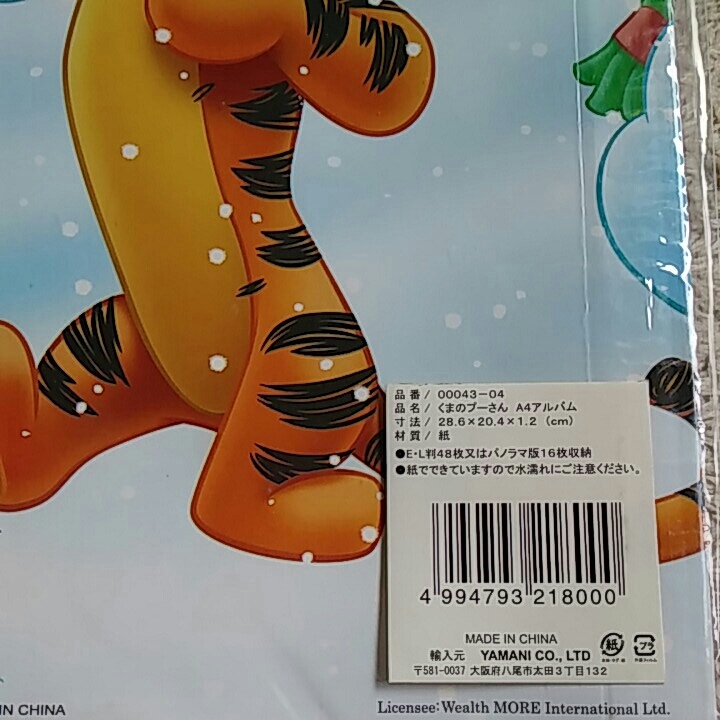 品番/ 00043-04
品名/ くまのプーさん A4アルバム
寸法/ 28.6×20.4×1.2 (cm)
材質/ 紙
●E・L判48枚又はパノラマ版16枚収納
●紙でできていますので水濡れにご注意ください。
4 994793 218000
MADE IN CHINA
輸入元 YAMANI CO., LTD
紙
プラ
〒581-0037 大阪府八尾市太田3丁目132
IN CHINA
Licensee:Wealth MORE International Ltd.